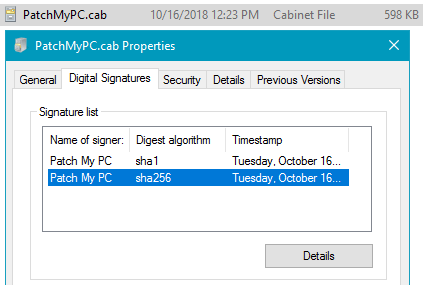 PatchMyPC.cab 10/16/2018 12:23 PM Cabinet File 598 KB
PatchMyPC.cab Properties
General Digital Signatures Security Details Previous Versions
Signature list
Name of signer: Digest algorithm Timestamp
Patch My PC sha1 Tuesday, October 16...
Patch My PC sha256 Tuesday, October 16...
Details